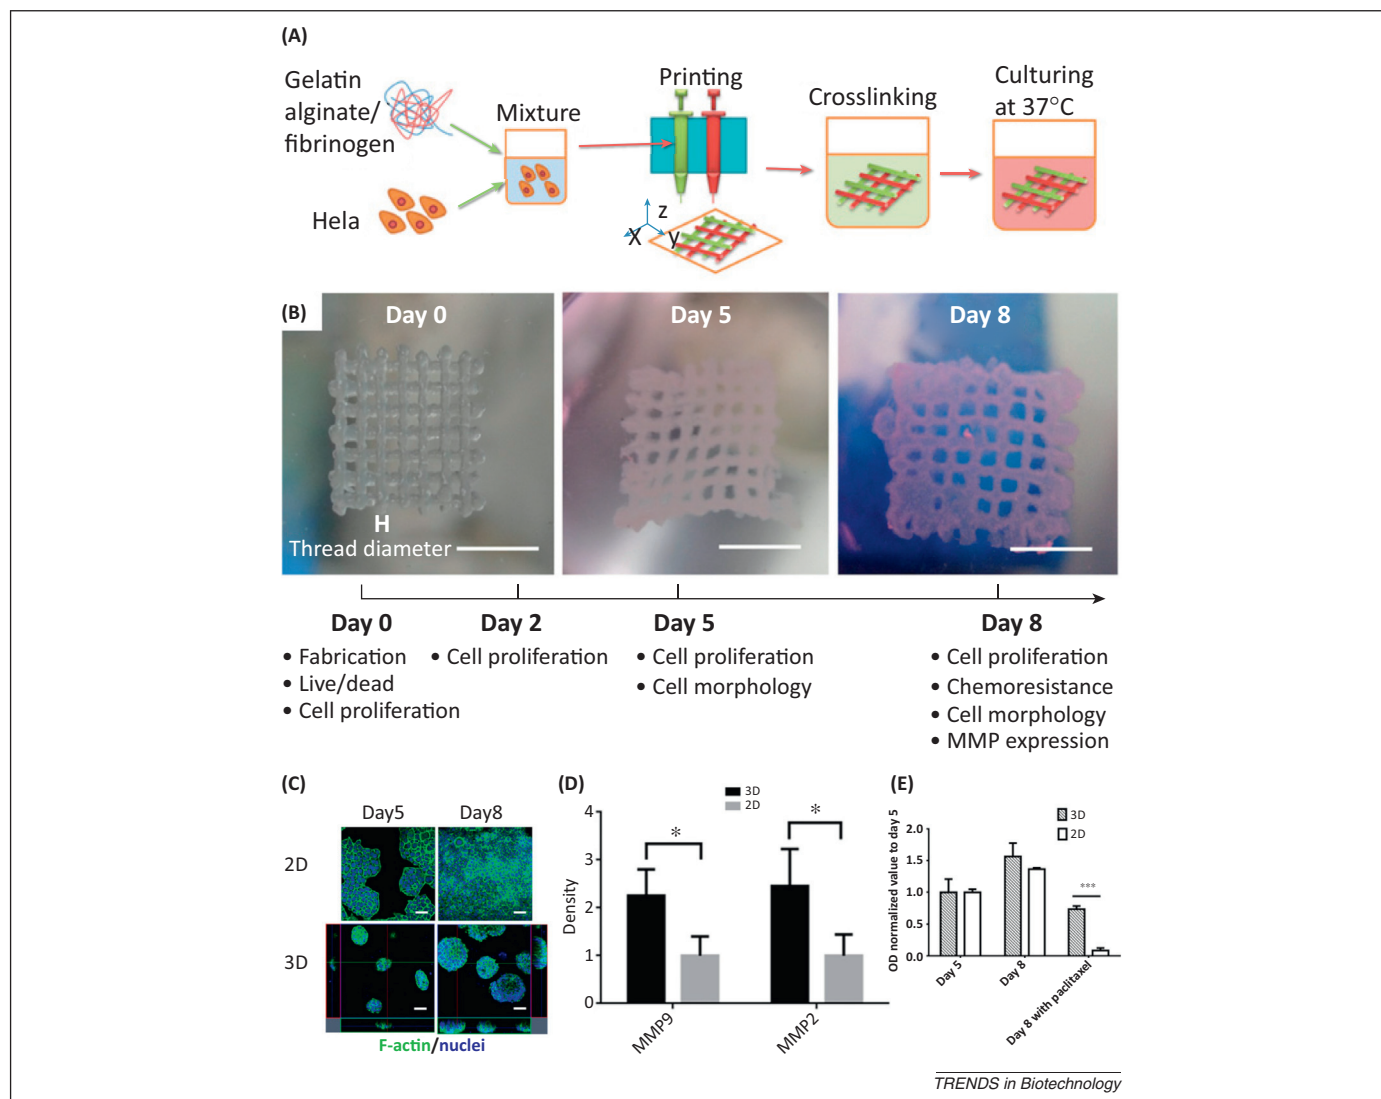 (A)
Gelatin
alginate/
fibrinogen
Hela
Mixture
Printing
z
X
y
Crosslinking
Culturing
at 37°C
(B)
Day 0
H
Thread diameter
Day 5
Day 8
Day 0
• Fabrication
• Live/dead
• Cell proliferation
Day 2
• Cell proliferation
Day 5
• Cell proliferation
• Cell morphology
Day 8
• Cell proliferation
• Chemoresistance
• Cell morphology
• MMP expression
(C)
Day5
Day8
2D
3D
F-actin/nuclei
(D)
3D
2D
Density
4
3
2
1
0
*
*
MMP9
MMP2
(E)
3D
2D
OD normalized value to day 5
2.0
1.5
1.0
0.5
0.0
***
Day 5
Day 8
Day 8 with paclitaxel
TRENDS in Biotechnology